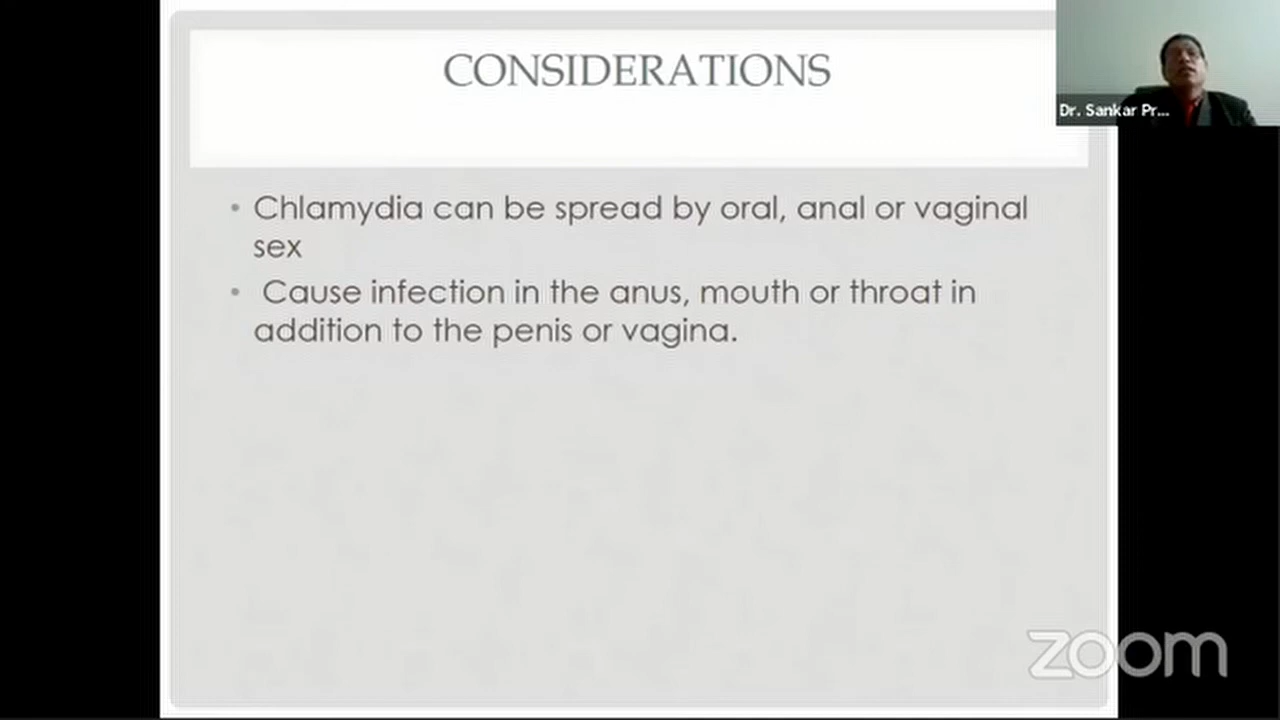 CONSIDERATIONS
Dr. Sankar Pr...
• Chlamydia can be spread by oral, anal or vaginal
sex
• Cause infection in the anus, mouth or throat in
addition to the penis or vagina.
zoom